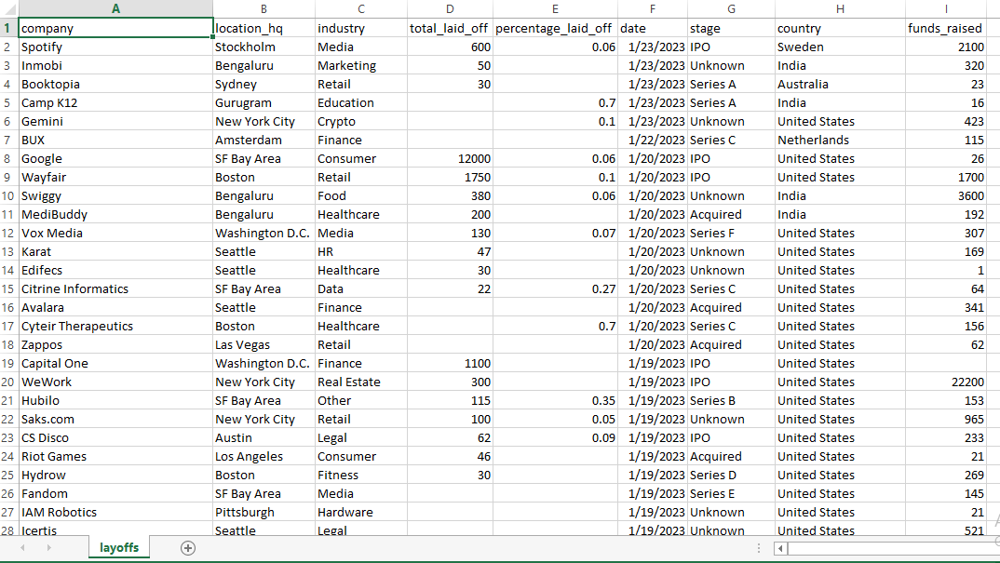 A B C D E F G H I
1 company location_hq industry total_laid_off percentage_laid_off date stage country funds_raised
2 Spotify Stockholm Media 600 0.06 1/23/2023 IPO Sweden 2100
3 Inmobi Bengaluru Marketing 50 1/23/2023 Unknown India 320
4 Booktopia Sydney Retail 30 1/23/2023 Series A Australia 23
5 Camp K12 Gurugram Education 0.7 1/23/2023 Series A India 16
6 Gemini New York City Crypto 0.1 1/23/2023 Unknown United States 423
7 BUX Amsterdam Finance 1/22/2023 Series C Netherlands 115
8 Google SF Bay Area Consumer 12000 0.06 1/20/2023 IPO United States 26
9 Wayfair Boston Retail 1750 0.1 1/20/2023 IPO United States 1700
10 Swiggy Bengaluru Food 380 0.06 1/20/2023 Unknown India 3600
11 MediBuddy Bengaluru Healthcare 200 1/20/2023 Acquired India 192
12 Vox Media Washington D.C. Media 130 0.07 1/20/2023 Series F United States 307
13 Karat Seattle HR 47 1/20/2023 Unknown United States 169
14 Edifecs Seattle Healthcare 30 1/20/2023 Unknown United States 1
15 Citrine Informatics SF Bay Area Data 22 0.27 1/20/2023 Series C United States 64
16 Avalara Seattle Finance 1/20/2023 Acquired United States 341
17 Cyteir Therapeutics Boston Healthcare 0.7 1/20/2023 Series C United States 156
18 Zappos Las Vegas Retail 1/20/2023 Acquired United States 62
19 Capital One Washington D.C. Finance 1100 1/19/2023 IPO United States
20 WeWork New York City Real Estate 300 1/19/2023 IPO United States 22200
21 Hubilo SF Bay Area Other 115 0.35 1/19/2023 Series B United States 153
22 Saks.com New York City Retail 100 0.05 1/19/2023 Unknown United States 965
23 CS Disco Austin Legal 62 0.09 1/19/2023 IPO United States 233
24 Riot Games Los Angeles Consumer 46 1/19/2023 Acquired United States 21
25 Hydrow Boston Fitness 30 1/19/2023 Series D United States 269
26 Fandom SF Bay Area Media 1/19/2023 Series E United States 145
27 IAM Robotics Pittsburgh Hardware 1/19/2023 Unknown United States 21
28 Icertis Seattle Legal 1/19/2023 Unknown United States 521
layoffs